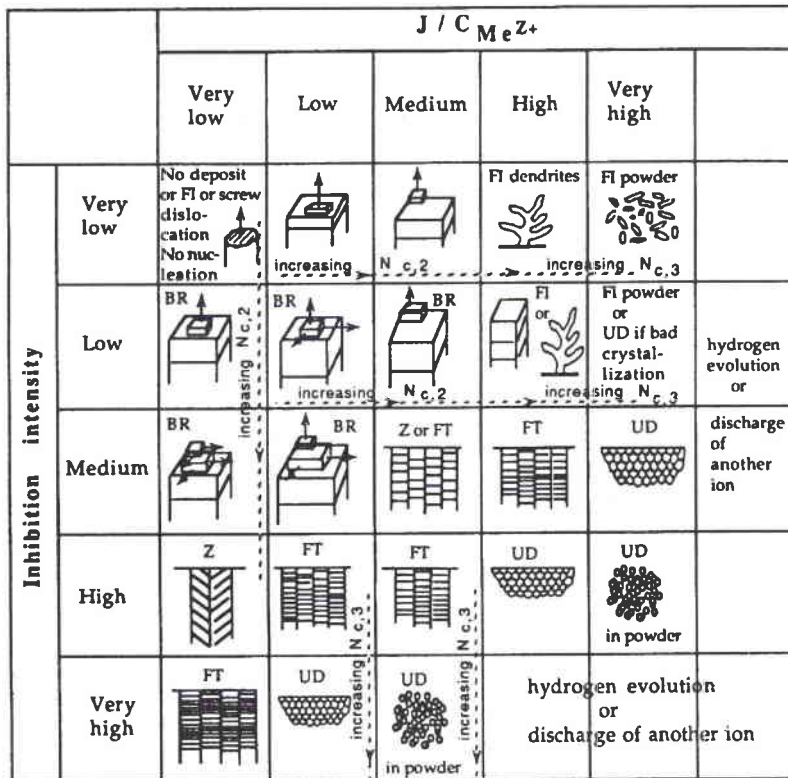 J / C MeZ+
Very low
Low
Medium
High
Very high
Inhibition intensity
Very low
No deposit
or FI or screw
dislo-
cation
No nuc-
leation
FI dendrites
FI powder
increasing N c,2
increasing N c,3
increasing N c,2
Low
BR
BR
BR
FI
or
FI powder
or
UD if bad
crystal-
lization
increasing N c,2
increasing N c,3
hydrogen
evolution
or
discharge
of
another
ion
Medium
BR
BR
Z or FT
FT
UD
High
Z
FT
FT
UD
UD
in powder
increasing N c,3
increasing N c,3
Very high
FT
UD
UD
in powder
hydrogen evolution
or
discharge of another ion